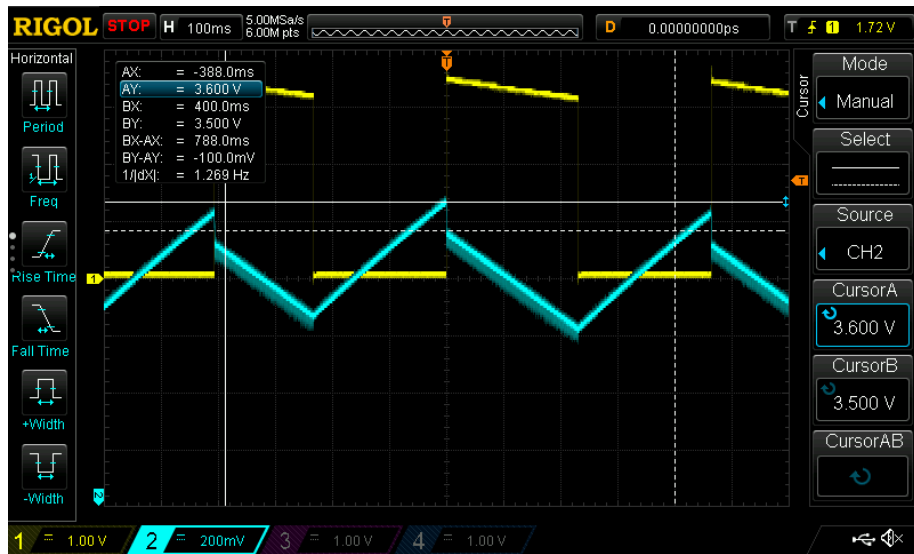 RIGOL STOP H 100ms 5.00MSa/s 6.00M pts D 0.00000000ps T 1 1.72 V
Horizontal
Period
Freq
Rise Time
Fall Time
+Width
-Width
AX: = -388.0ms
AY: = 3.600 V
BX: = 400.0ms
BY: = 3.500 V
BX-AX: = 788.0ms
BY-AY: = -100.0mV
1/|dX|: = 1.269 Hz
T
T
1
2
Cursor
Mode
Manual
Select
Source
CH2
CursorA
3.600 V
CursorB
3.500 V
CursorAB
1 = 1.00 V 2 = 200mV 3 = 1.00 V 4 = 1.00 V